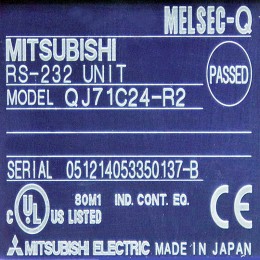 MELSEC-Q
MITSUBISHI
RS-232 UNIT
PASSED
MODEL QJ71C24-R2
SERIAL 051214053350137-B
C UL US LISTED
80M1 IND. CONT. EQ.
CE
MITSUBISHI ELECTRIC MADE IN JAPAN